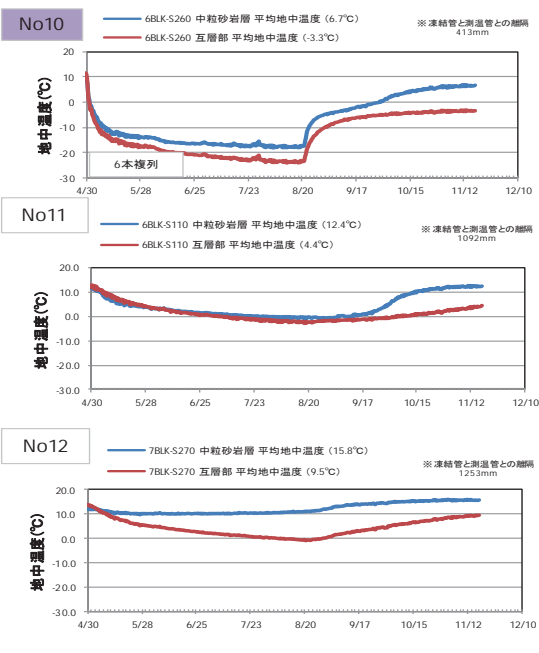 No10
6BLK-S260 中粒砂岩層 平均地中温度 (6.7℃)
6BLK-S260 互層部 平均地中温度 (-3.3℃)
※ 凍結管と測温管との離隔
413mm
地中温度(℃)
20
10
0
-10
-20
-30
6本複列
4/30 5/28 6/25 7/23 8/20 9/17 10/15 11/12 12/10
No11
6BLK-S110 中粒砂岩層 平均地中温度 (12.4℃)
6BLK-S110 互層部 平均地中温度 (4.4℃)
※ 凍結管と測温管との離隔
1092mm
地中温度(℃)
20.0
10.0
0.0
-10.0
-20.0
-30.0
4/30 5/28 6/25 7/23 8/20 9/17 10/15 11/12 12/10
No12
7BLK-S270 中粒砂岩層 平均地中温度 (15.8℃)
7BLK-S270 互層部 平均地中温度 (9.5℃)
※ 凍結管と測温管との離隔
1253mm
地中温度(℃)
20.0
10.0
0.0
-10.0
-20.0
-30.0
4/30 5/28 6/25 7/23 8/20 9/17 10/15 11/12 12/10